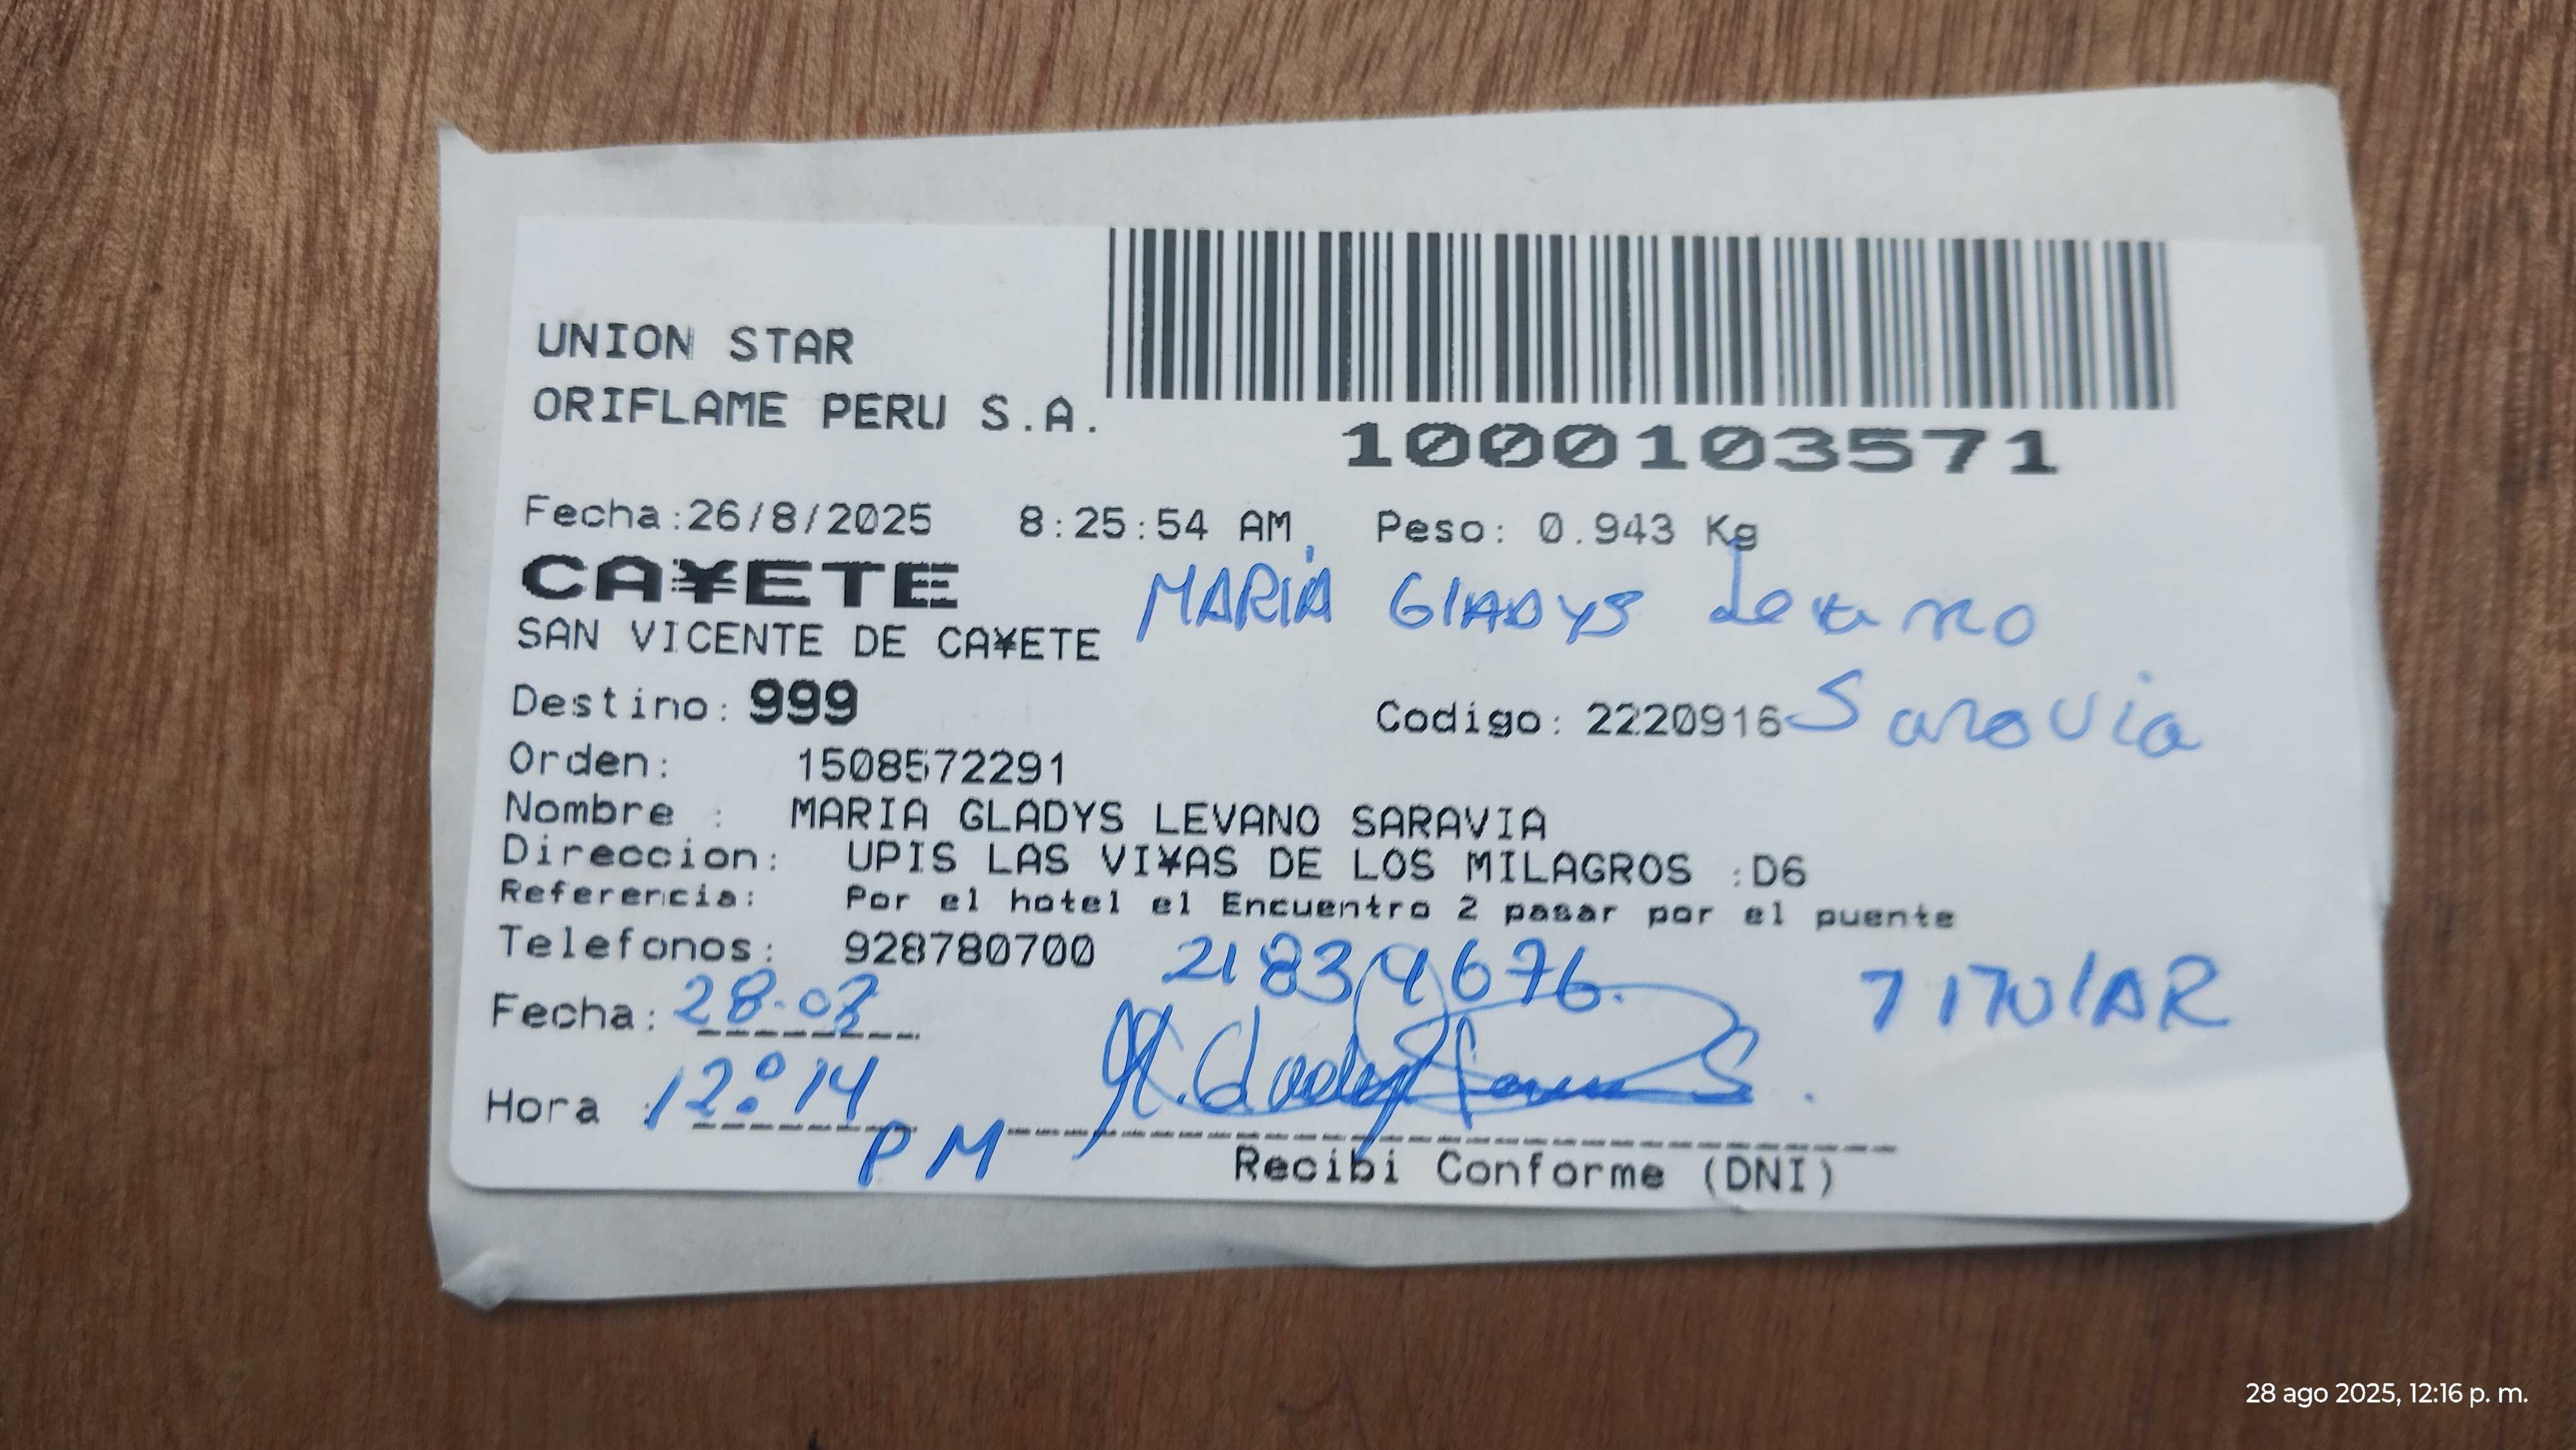 UNION STAR
ORIFLAME PERU S.A.
1000103571
Fecha:26/8/2025 8:25:54 AM Peso: 0.943 Kg
CA¥ETE
MARIA GlADYS Levano
SAN VICENTE DE CA¥ETE
Destino: 999 Codigo: 2220916 Saravia
Orden: 1508572291
Nombre : MARIA GLADYS LEVANO SARAVIA
Direccion: UPIS LAS VI¥AS DE LOS MILAGROS :D6
Referencia: Por el hotel el Encuentro 2 pasar por el puente
Telefonos: 928780700 21834676. TITUlAR
Fecha: 28-08
Hora : 12:14 PM
Recibi Conforme (DNI)
28 ago 2025, 12:16 p. m.